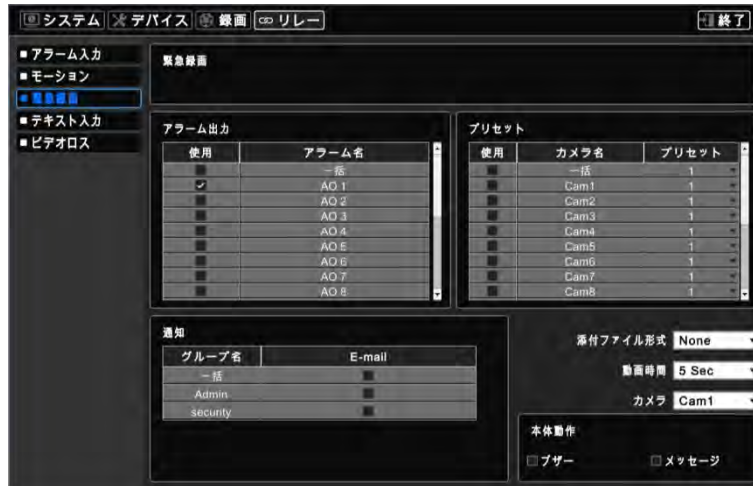 システム デバイス 録画 リレー 終了
アラーム入力
モーション
緊急録画
テキスト入力
ビデオロス
緊急録画
アラーム出力
使用 アラーム名
一括
AO 1
AO 2
AO 3
AO 4
AO 5
AO 6
AO 7
AO 8
プリセット
使用 カメラ名 プリセット
一括 1
Cam1 1
Cam2 1
Cam3 1
Cam4 1
Cam5 1
Cam6 1
Cam7 1
Cam8 1
通知
グループ名 E-mail
一括
Admin
security
添付ファイル形式 None
動画時間 5 Sec
カメラ Cam1
本体動作
ブザー メッセージ